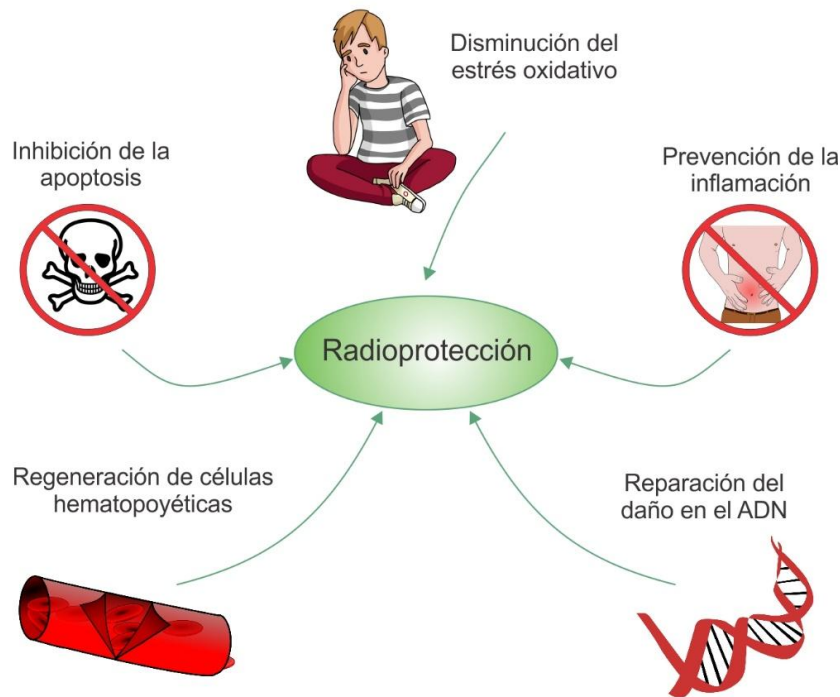 Disminución del
estrés oxidativo
Inhibición de la
apoptosis
Prevención de la
inflamación
Radioprotección
Regeneración de células
hematopoyéticas
Reparación del
daño en el ADN